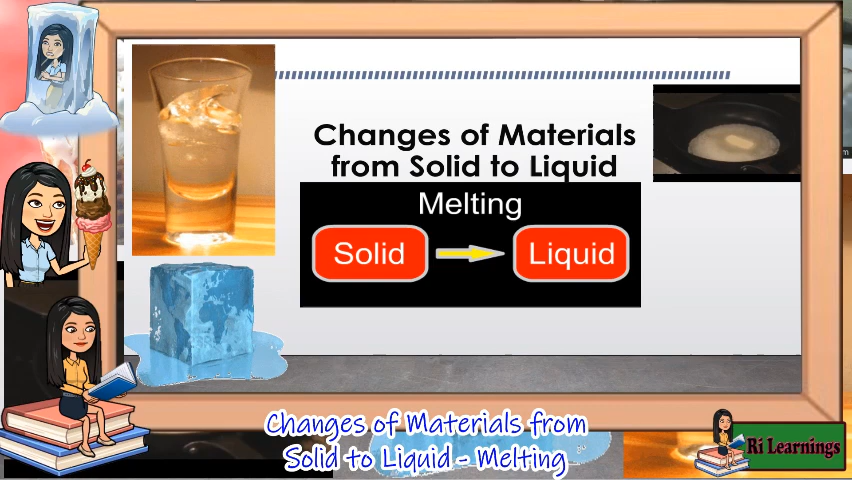 Changes of Materials
from Solid to Liquid
Melting
Solid
Liquid
Changes of Materials from
Solid to Liquid - Melting
Ri Learnings